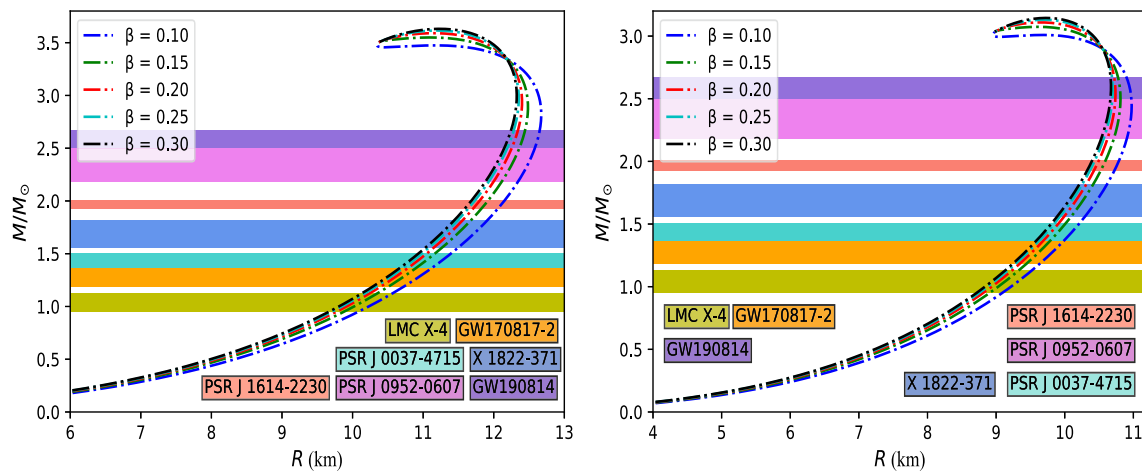 β = 0.10
β = 0.15
β = 0.20
β = 0.25
β = 0.30
3.5
3.0
2.5
2.0
1.5
1.0
0.5
0.0
M/M⊙
LMC X-4 GW170817-2
PSR J 0037-4715 X 1822-371
PSR J 1614-2230 PSR J 0952-0607 GW190814
6 7 8 9 10 11 12 13
R (km)
β = 0.10
β = 0.15
β = 0.20
β = 0.25
β = 0.30
3.0
2.5
2.0
1.5
1.0
0.5
0.0
M/M⊙
LMC X-4 GW170817-2 PSR J 1614-2230
GW190814 PSR J 0952-0607
X 1822-371 PSR J 0037-4715
4 5 6 7 8 9 10 11
R (km)